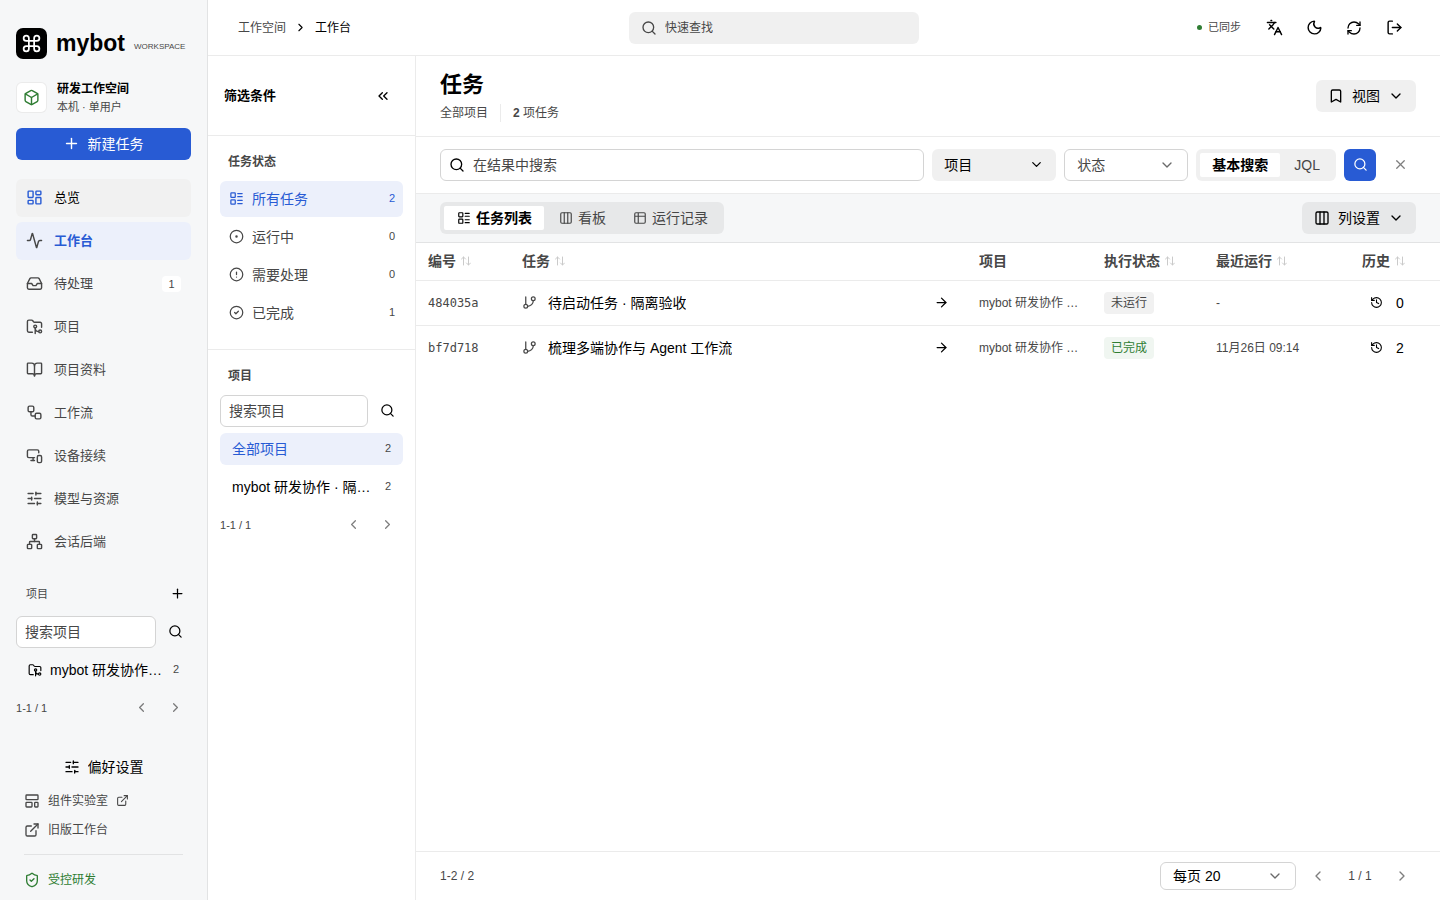 mybot WORKSPACE
研发工作空间
本机 · 单用户
新建任务
总览
工作台
待处理 1
项目
项目资料
工作流
设备接续
模型与资源
会话后端
项目
搜索项目
mybot 研发协作… 2
1-1 / 1
偏好设置
组件实验室
旧版工作台
受控研发
工作空间 工作台
快速查找
已同步
筛选条件
任务状态
所有任务 2
运行中 0
需要处理 0
已完成 1
项目
搜索项目
全部项目 2
mybot 研发协作 · 隔… 2
1-1 / 1
任务
全部项目 2 项任务
视图
在结果中搜索 项目 状态 基本搜索 JQL
任务列表 看板 运行记录 列设置
编号 任务 项目 执行状态 最近运行 历史
484035a 待启动任务 · 隔离验收 mybot 研发协作 … 未运行 - 0
bf7d718 梳理多端协作与 Agent 工作流 mybot 研发协作 … 已完成 11月26日 09:14 2
1-2 / 2 每页 20 1 / 1